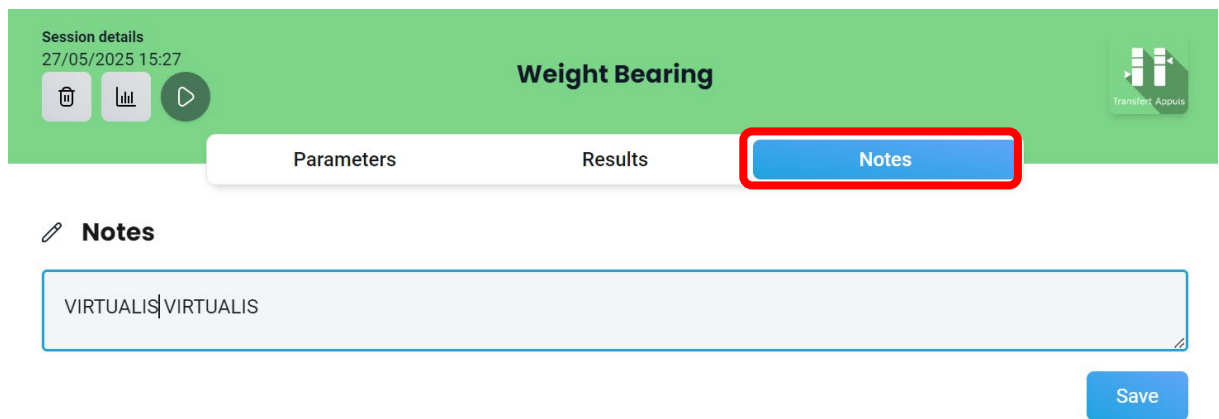 Session details
27/05/2025 15:27
Weight Bearing
Transfert Appuis
Parameters
Results
Notes
Notes
VIRTUALIS VIRTUALIS
Save